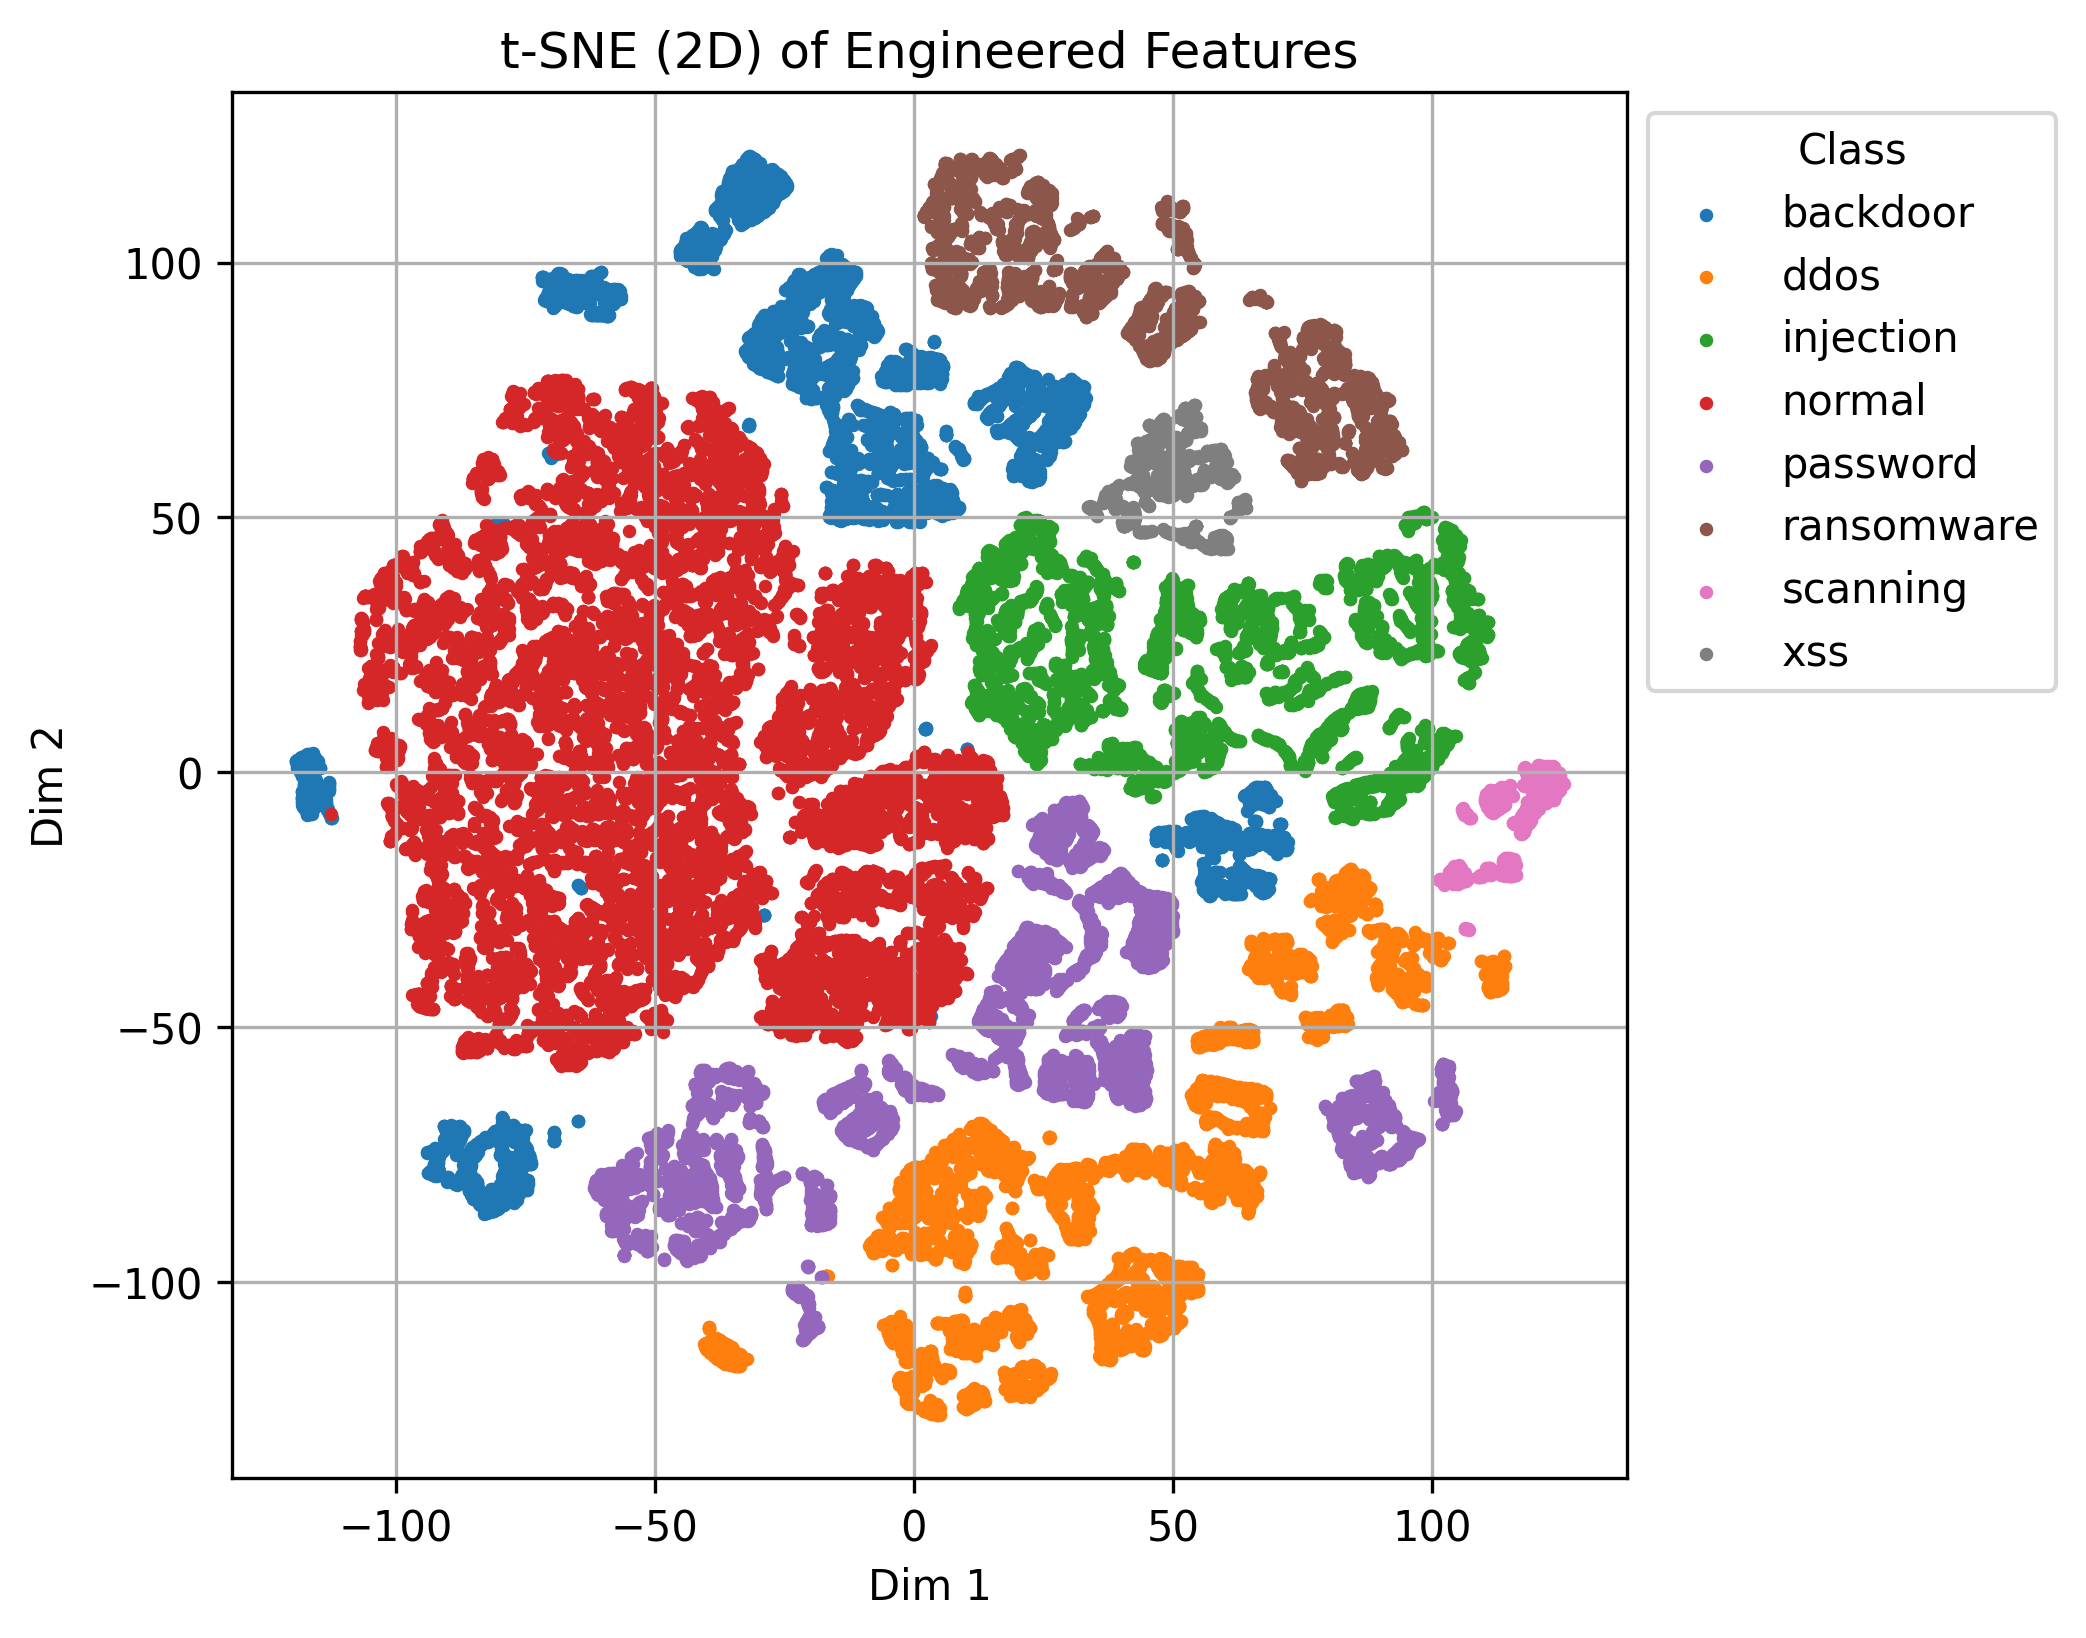 t-SNE (2D) of Engineered Features
Class
backdoor
ddos
injection
normal
password
ransomware
scanning
xss
Dim 2
100
50
0
−50
−100
−100
−50
0
50
100
Dim 1